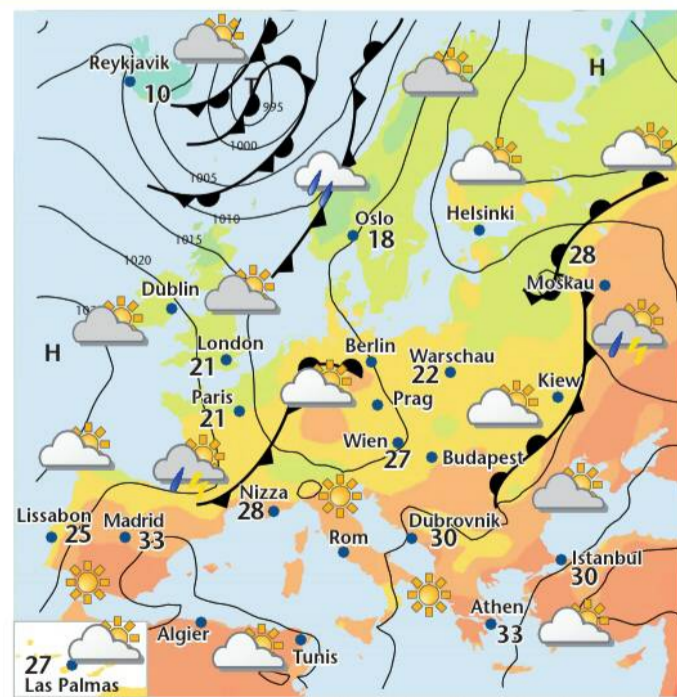 H
Reykjavik
10
T
995
1000
1005
1010
1015
1020
Oslo
18
Helsinki
28
Moskau
Dublin
H
London
21
Berlin
Warschau
22
Kiew
Paris
21
Prag
Wien
27
Budapest
Nizza
28
Lissabon
25
Madrid
33
Rom
Dubrovnik
30
Istanbul
30
Athen
33
Algier
Tunis
27
Las Palmas